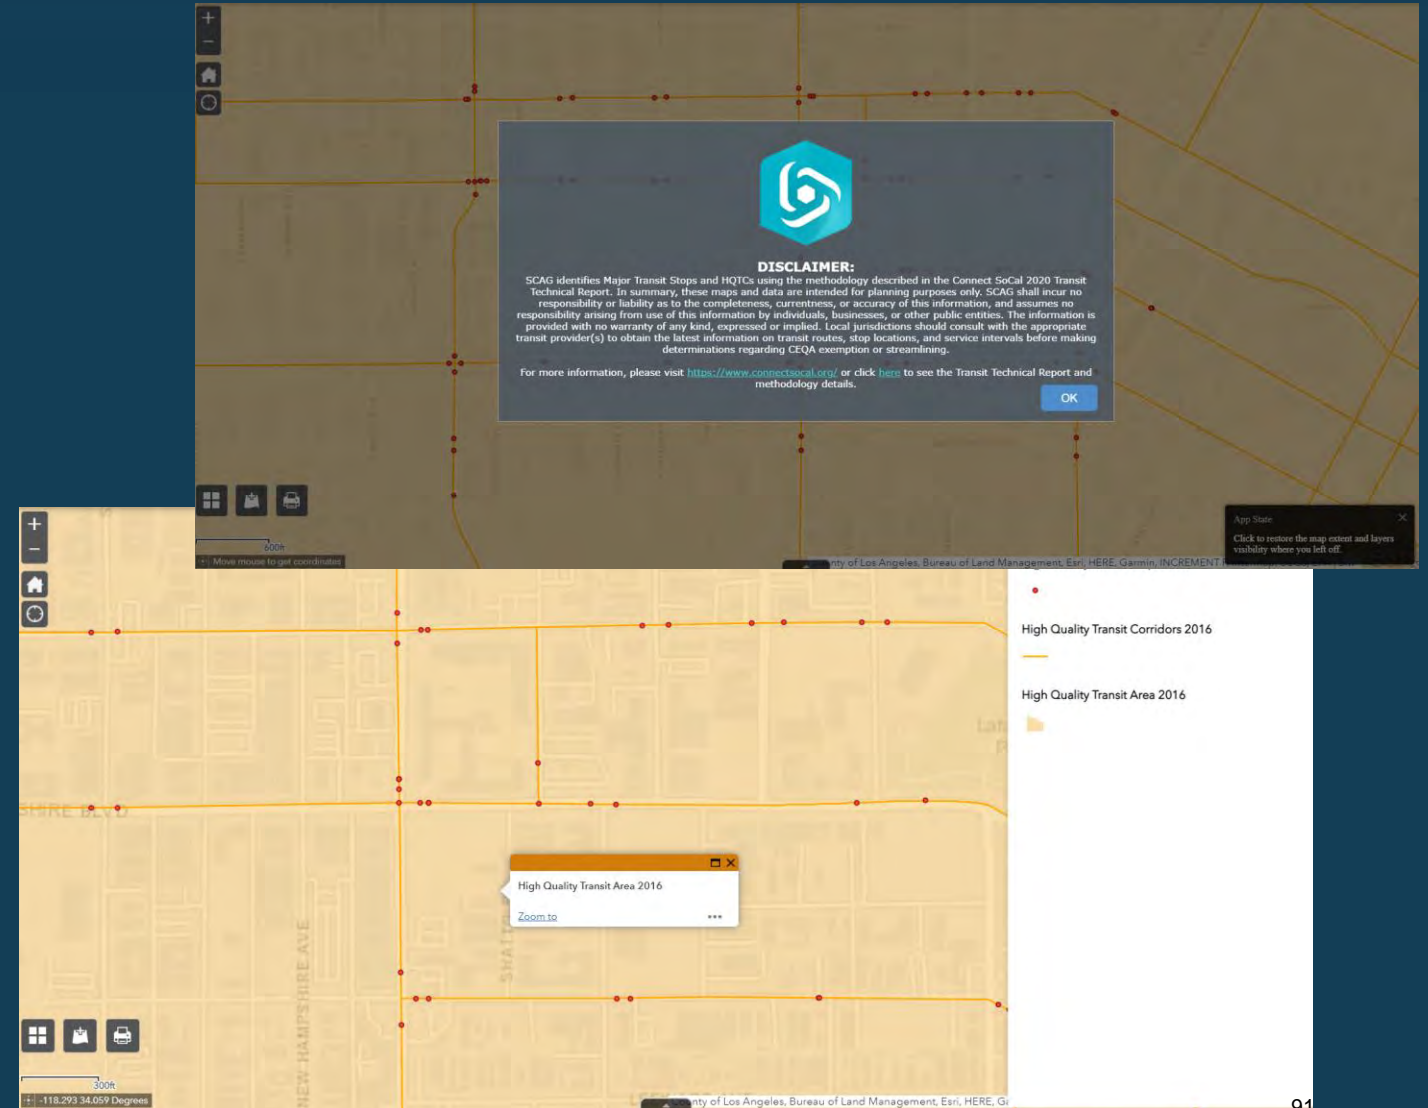 DISCLAIMER:
SCAG identifies Major Transit Stops and HQTCs using the methodology described in the Connect SoCal 2020 Transit
Technical Report. In summary, these maps and data are intended for planning purposes only. SCAG shall incur no
responsibility or liability as to the completeness, currentness, or accuracy of this information, and assumes no
responsibility arising from use of this information by individuals, businesses, or other public entities. The information is
provided with no warranty of any kind, expressed or implied. Local jurisdictions should consult with the appropriate
transit provider(s) to obtain the latest information on transit routes, stop locations, and service intervals before making
determinations regarding CEQA exemption or streamlining.
For more information, please visit https://www.connectsocal.org/ or click here to see the Transit Technical Report and
methodology details.
OK
App State
Click to restore the map extent and layers
visibility where you left off.
600ft
Move mouse to get coordinates
nty of Los Angeles, Bureau of Land Management, Esri, HERE, Garmin, INCREMENT
High Quality Transit Corridors 2016
High Quality Transit Area 2016
SHIRE BLVD
High Quality Transit Area 2016
Zoom to
NEW HAMPSHIRE AVE
300ft
-118.293 34.059 Degrees
nty of Los Angeles, Bureau of Land Management, Esri, HERE, Ga
91